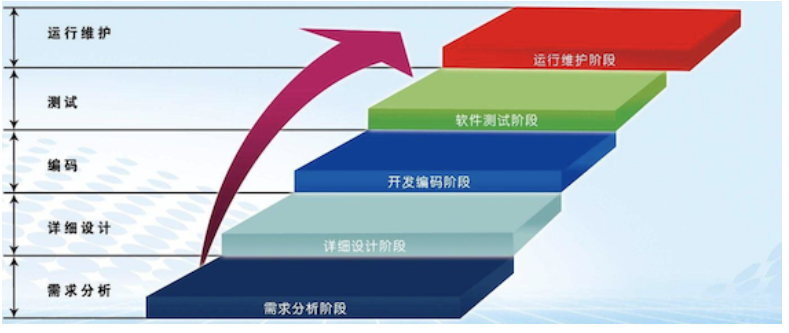 运行维护
运行维护阶段
测试
软件测试阶段
编码
开发编码阶段
详细设计
详细设计阶段
需求分析
需求分析阶段